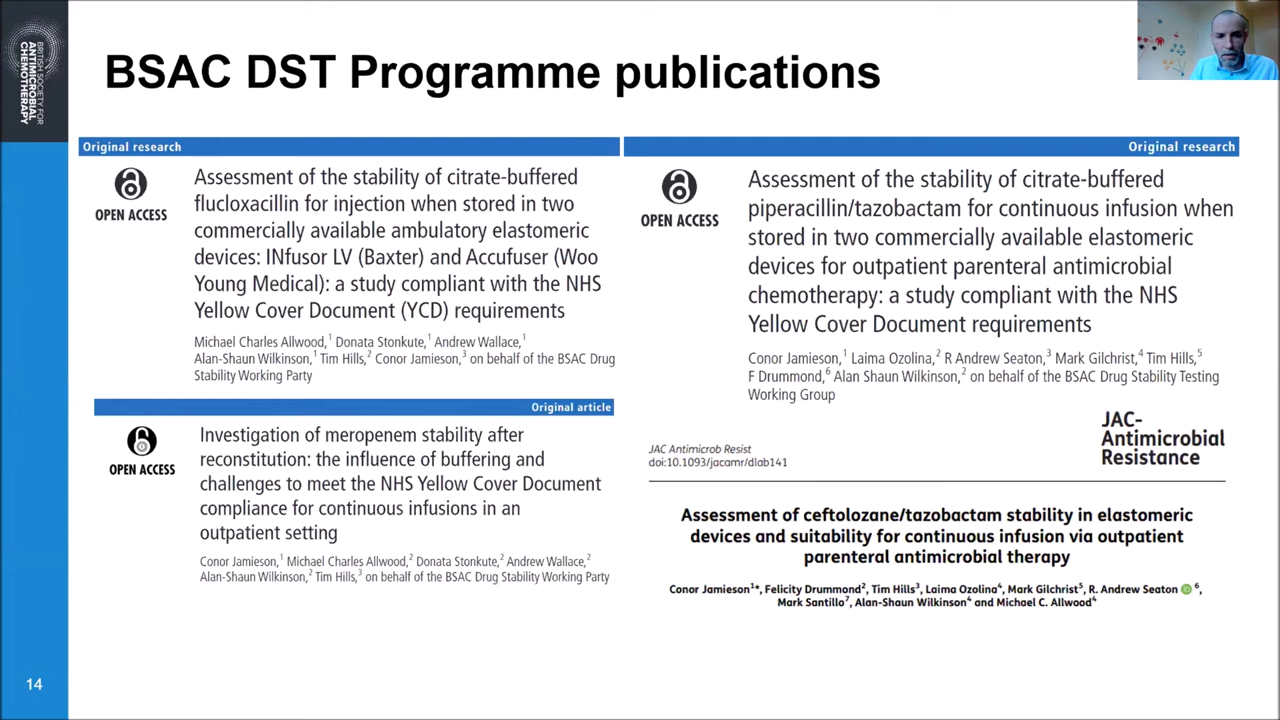 BRITISH SOCIETY FOR
ANTIMICROBIAL
CHEMOTHERAPY
BSAC DST Programme publications
Original research
OPEN ACCESS
Assessment of the stability of citrate-buffered
flucloxacillin for injection when stored in two
commercially available ambulatory elastomeric
devices: INfusor LV (Baxter) and Accufuser (Woo
Young Medical): a study compliant with the NHS
Yellow Cover Document (YCD) requirements
Michael Charles Allwood,1 Donata Stonkute,1 Andrew Wallace,1
Alan-Shaun Wilkinson,1 Tim Hills,2 Conor Jamieson,3 on behalf of the BSAC Drug
Stability Working Party
Original article
OPEN ACCESS
Investigation of meropenem stability after
reconstitution: the influence of buffering and
challenges to meet the NHS Yellow Cover Document
compliance for continuous infusions in an
outpatient setting
Conor Jamieson,1 Michael Charles Allwood,2 Donata Stonkute,2 Andrew Wallace,2
Alan-Shaun Wilkinson,2 Tim Hills,3 on behalf of the BSAC Drug Stability Working Party
Original research
OPEN ACCESS
Assessment of the stability of citrate-buffered
piperacillin/tazobactam for continuous infusion when
stored in two commercially available elastomeric
devices for outpatient parenteral antimicrobial
chemotherapy: a study compliant with the NHS
Yellow Cover Document requirements
Conor Jamieson,1 Laima Ozolina,2 R Andrew Seaton,3 Mark Gilchrist,4 Tim Hills,5
F Drummond,6 Alan Shaun Wilkinson,2 on behalf of the BSAC Drug Stability Testing
Working Group
JAC Antimicrob Resist
doi:10.1093/jacamr/dlab141
JAC-
Antimicrobial
Resistance
Assessment of ceftolozane/tazobactam stability in elastomeric
devices and suitability for continuous infusion via outpatient
parenteral antimicrobial therapy
Conor Jamieson1*, Felicity Drummond2, Tim Hills3, Laima Ozolina4, Mark Gilchrist5, R. Andrew Seaton 6,
Mark Santillo7, Alan-Shaun Wilkinson4 and Michael C. Allwood4
14